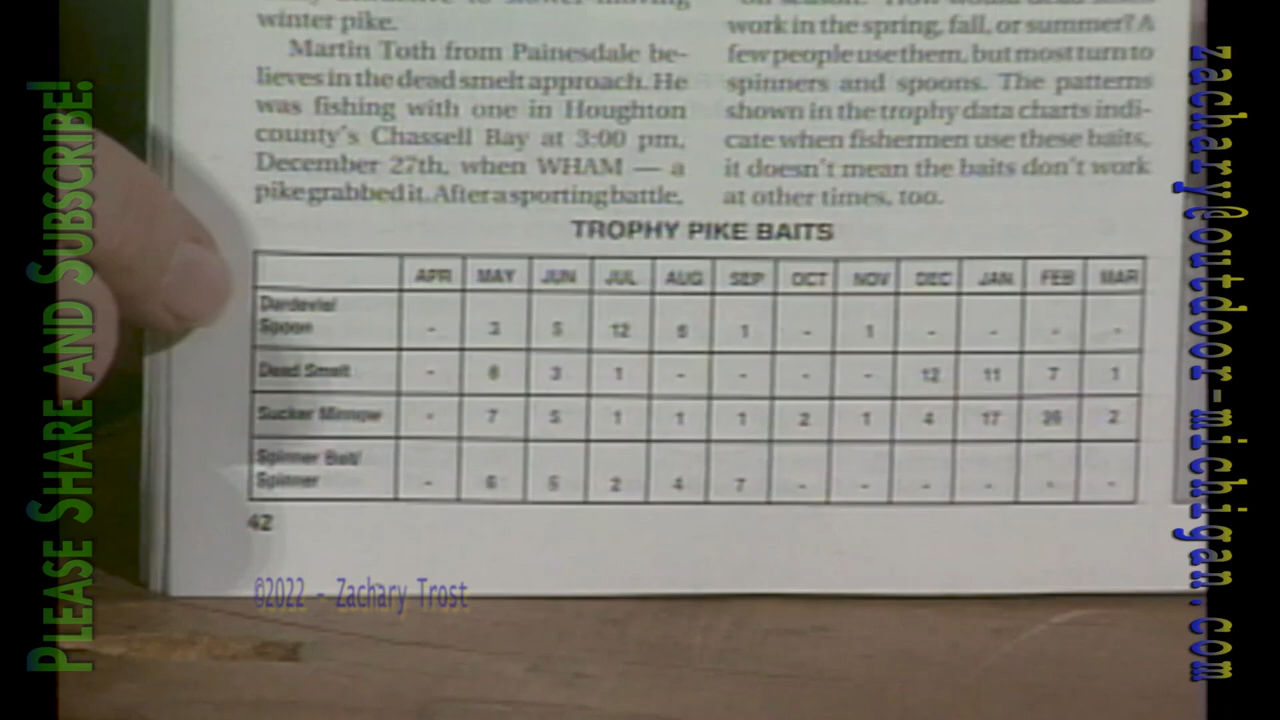 PLEASE SHARE AND SUBSCRIBE!
winter pike.
Martin Toth from Painesdale be-
lieves in the dead smelt approach. He
was fishing with one in Houghton
county's Chassell Bay at 3:00 pm,
December 27th, when WHAM — a
pike grabbed it. After a sporting battle,
work in the spring, fall, or summer? A
few people use them, but most turn to
spinners and spoons. The patterns
shown in the trophy data charts indi-
cate when fishermen use these baits,
it doesn't mean the baits don't work
at other times, too.
TROPHY PIKE BAITS
APR MAY JUN JUL AUG SEP OCT NOV DEC JAN FEB MAR
Dardevle/
Spoon - 3 5 12 1 - 1 - - - - -
Dead Smelt - 3 1 - - - - - 12 11 7 1
Sucker Minnow - 7 5 1 1 1 2 1 4 17 2
Spinner Bait/
Spinner - 2 4 7 - - - - - - -
42
©2022 - Zachary Trost
zachary@outdoor-michigan.com